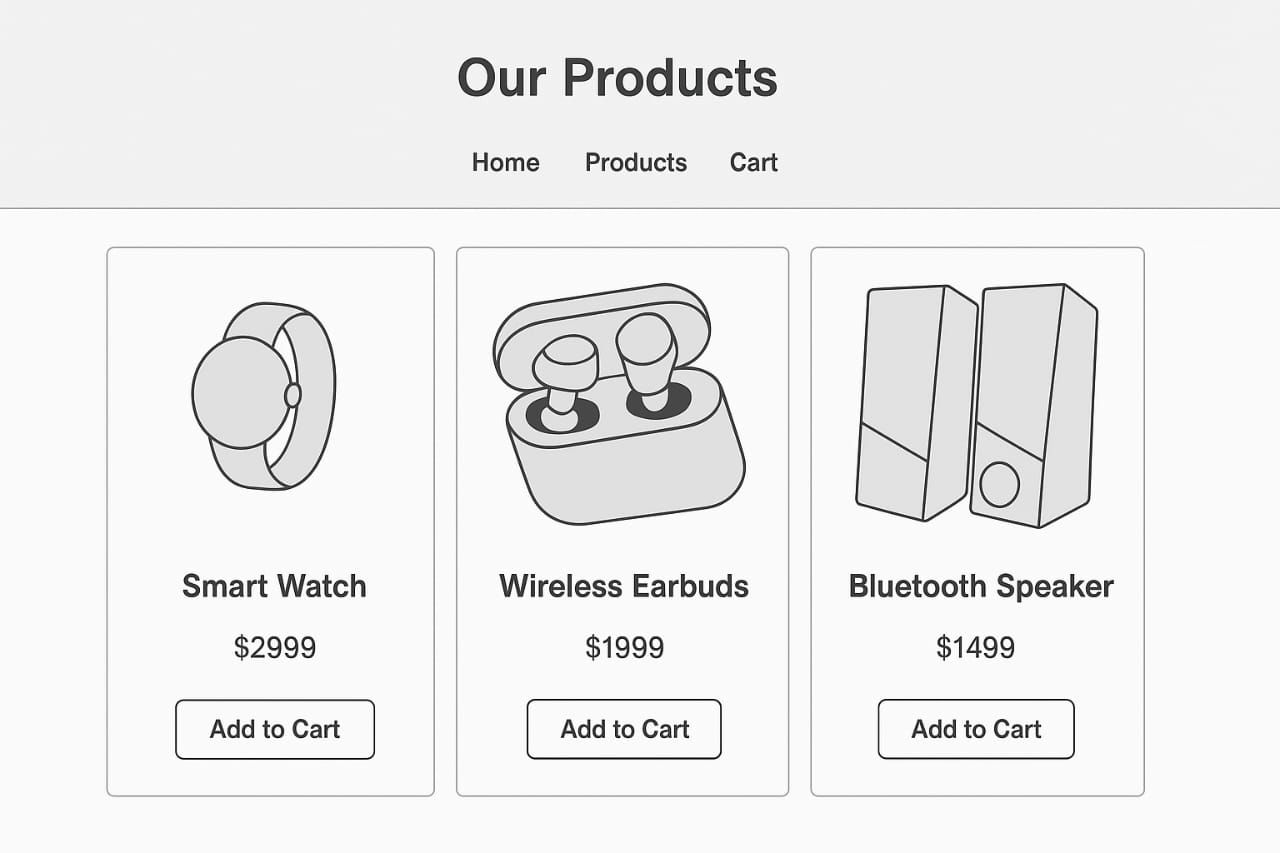 Our Products
Home Products Cart
Smart Watch
$2999
Add to Cart
Wireless Earbuds
$1999
Add to Cart
Bluetooth Speaker
$1499
Add to Cart